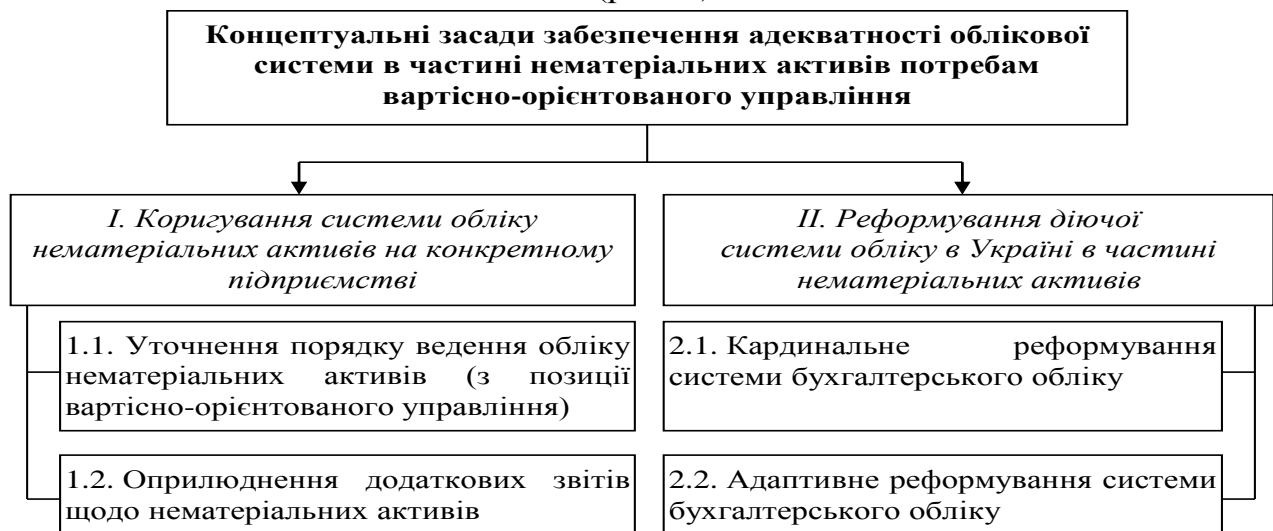 Концептуальні засади забезпечення адекватності облікової
системи в частині нематеріальних активів потребам
вартісно-орієнтованого управління
І. Коригування системи обліку
нематеріальних активів на конкретному
підприємстві
ІІ. Реформування діючої
системи обліку в Україні в частині
нематеріальних активів
1.1. Уточнення порядку ведення обліку
нематеріальних активів (з позиції
вартісно-орієнтованого управління)
2.1. Кардинальне реформування
системи бухгалтерського обліку
1.2. Оприлюднення додаткових звітів
щодо нематеріальних активів
2.2. Адаптивне реформування системи
бухгалтерського обліку